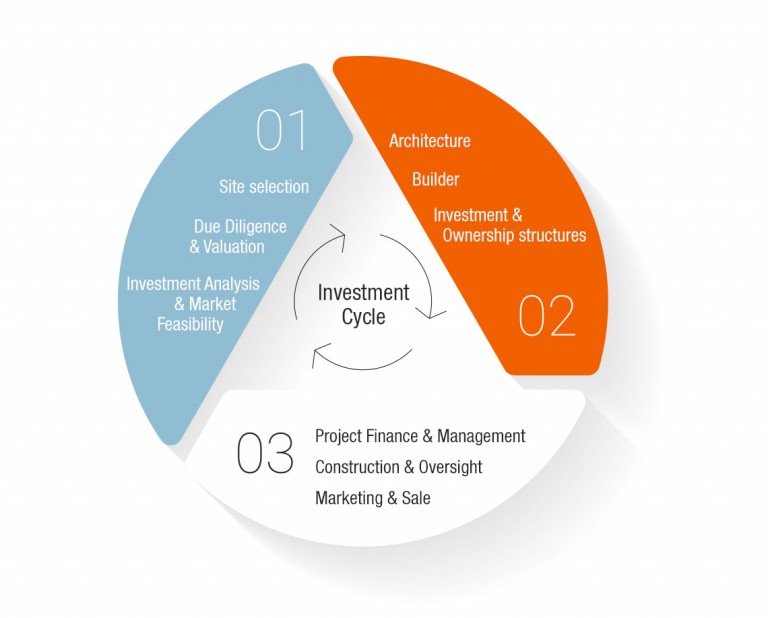 01
Site selection
Due Diligence
& Valuation
Investment Analysis
& Market
Feasibility
Architecture
Builder
Investment &
Ownership structures
02
Investment
Cycle
03
Project Finance & Management
Construction & Oversight
Marketing & Sale